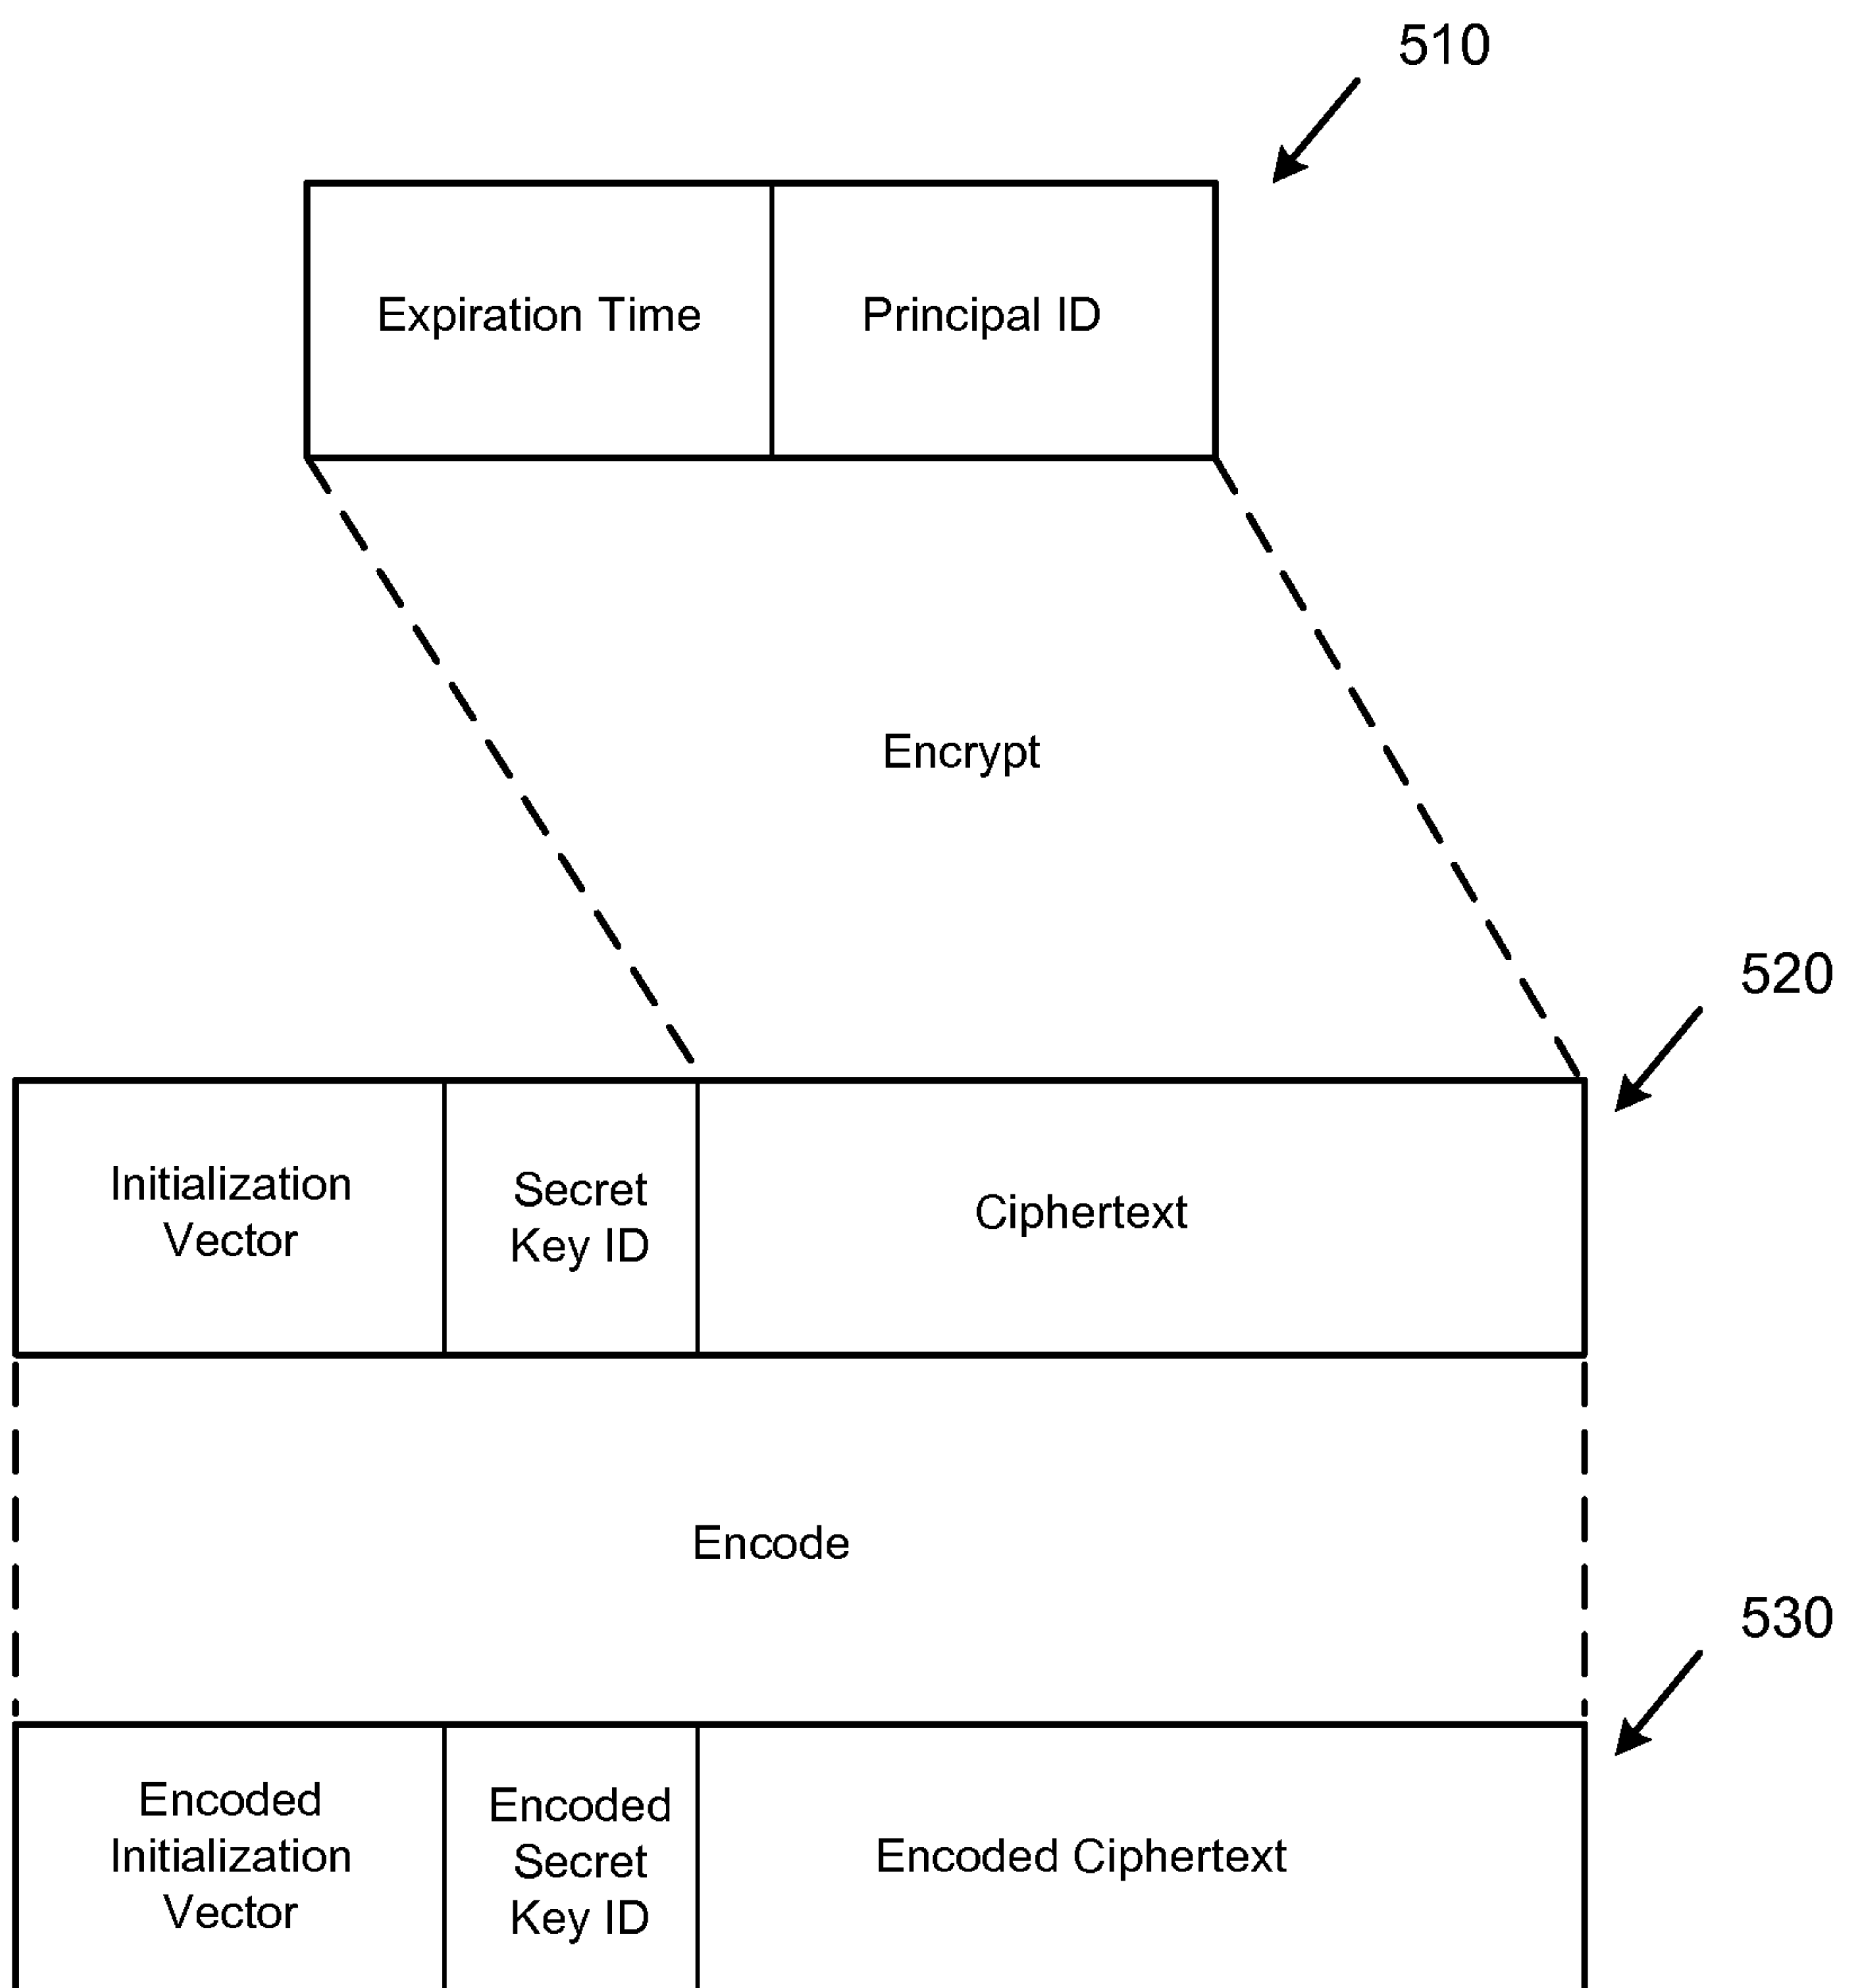 510
Expiration Time
Principal ID
Encrypt
520
Initialization
Vector
Secret
Key ID
Ciphertext
Encode
530
Encoded
Initialization
Vector
Encoded
Secret
Key ID
Encoded Ciphertext